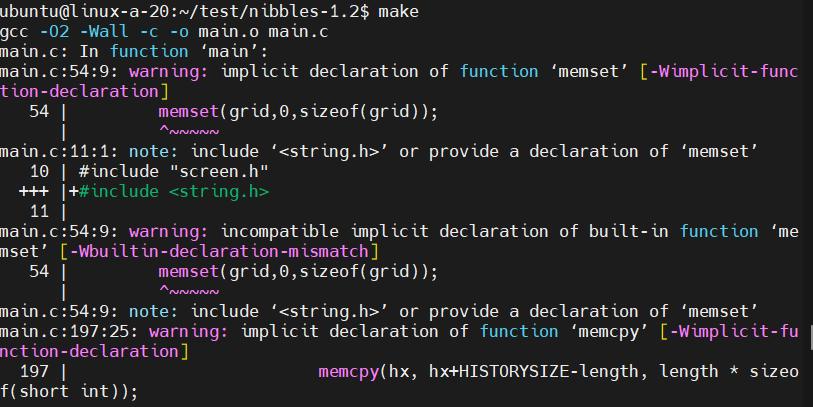 ubuntu@linux-a-20:~/test/nibbles-1.2$ make
gcc -O2 -Wall -c -o main.o main.c
main.c: In function ‘main’:
main.c:54:9: warning: implicit declaration of function ‘memset’ [-Wimplicit-func
tion-declaration]
   54 |         memset(grid,0,sizeof(grid));
      |         ^~~~~~
main.c:11:1: note: include ‘<string.h>’ or provide a declaration of ‘memset’
   10 | #include "screen.h"
  +++ |+#include <string.h>
   11 |
main.c:54:9: warning: incompatible implicit declaration of built-in function ‘me
mset’ [-Wbuiltin-declaration-mismatch]
   54 |         memset(grid,0,sizeof(grid));
      |         ^~~~~~
main.c:54:9: note: include ‘<string.h>’ or provide a declaration of ‘memset’
main.c:197:25: warning: implicit declaration of function ‘memcpy’ [-Wimplicit-fu
nction-declaration]
  197 |                         memcpy(hx, hx+HISTORYSIZE-length, length * sizeo
f(short int));